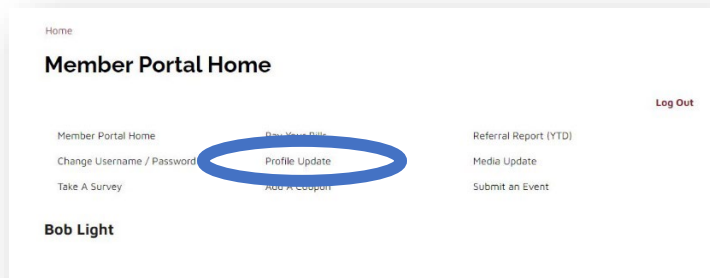 Home
Member Portal Home
Log Out
Member Portal Home Pay Your Bills Referral Report (YTD)
Change Username / Password Profile Update Media Update
Take A Survey Add A Coupon Submit an Event
Bob Light